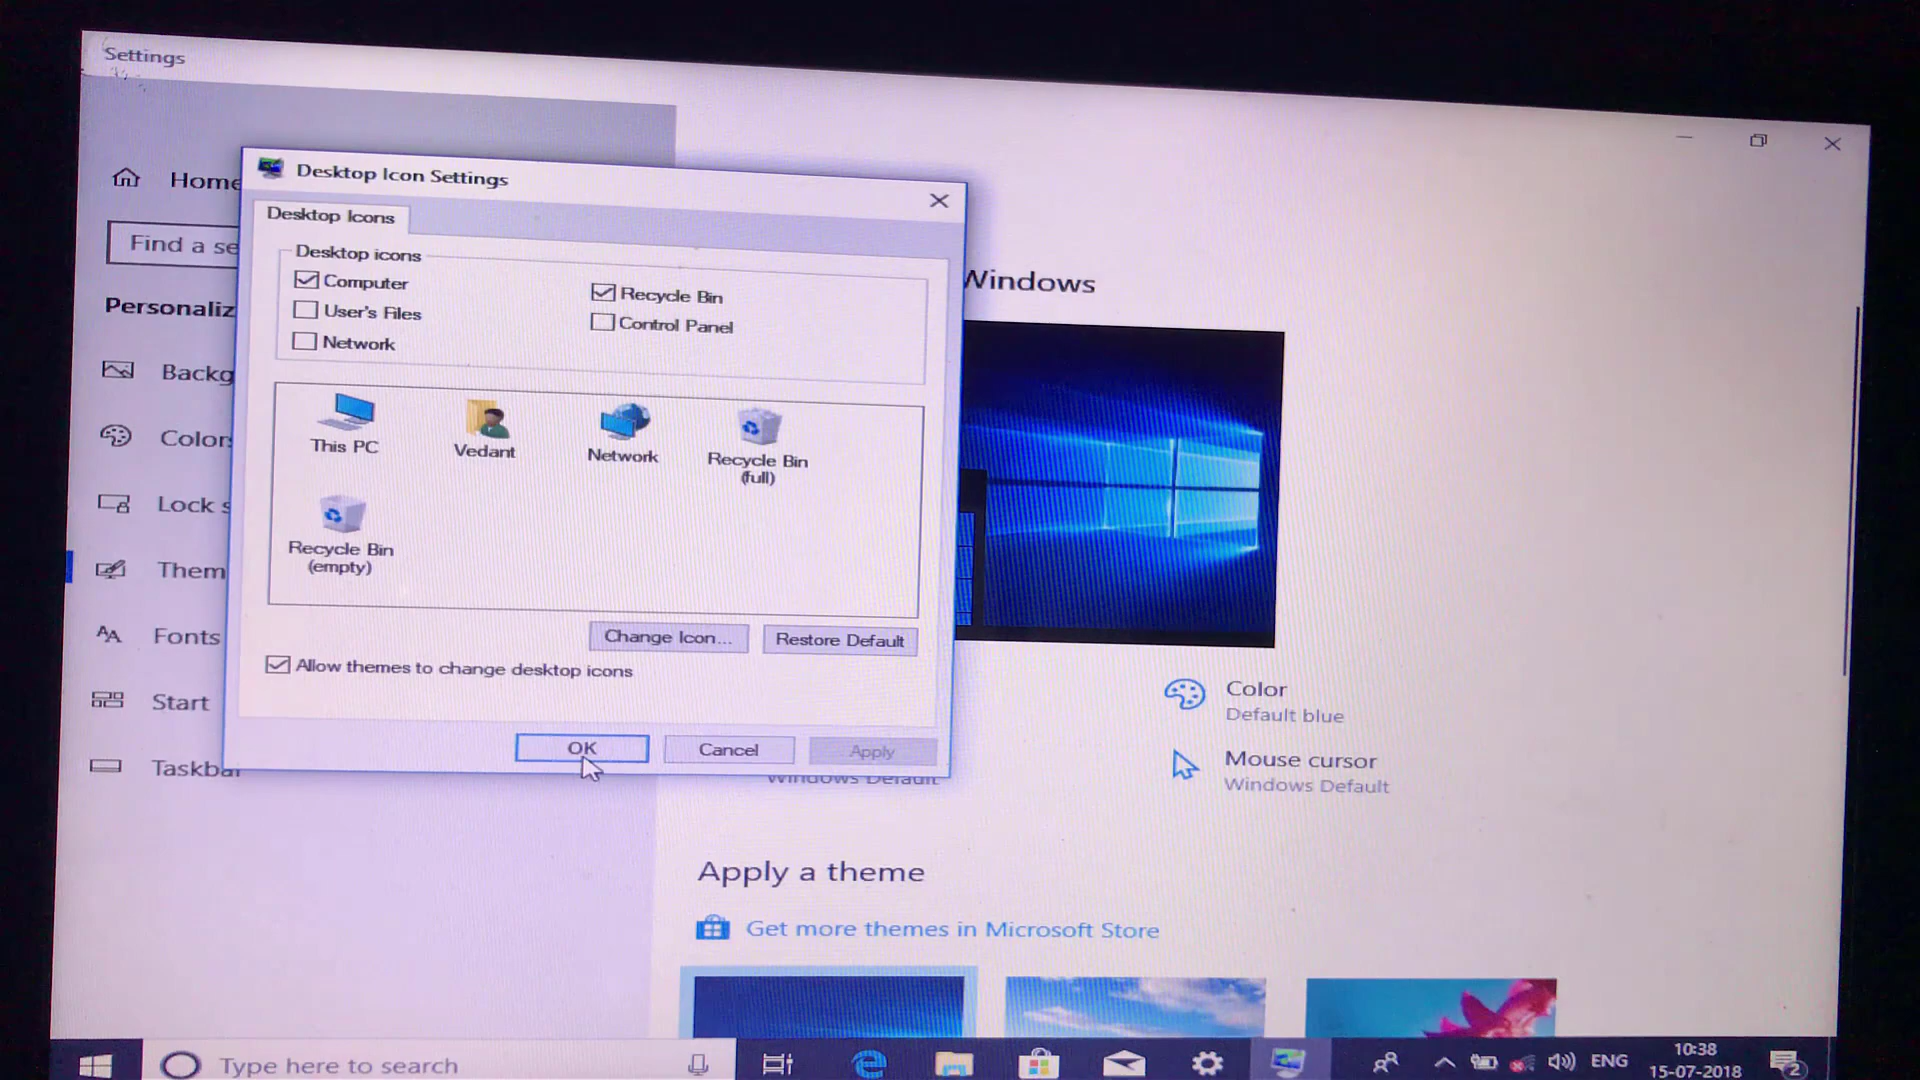 Settings
Home
Find a se
Personaliz
Backg
Color
Lock s
Them
Fonts
Start
Taskba
Desktop Icon Settings
Desktop Icons
Desktop icons
Computer
Recycle Bin
User's Files
Control Panel
Network
This PC
Vedant
Network
Recycle Bin
(full)
Recycle Bin
(empty)
Change Icon...
Restore Default
Allow themes to change desktop icons
OK
Cancel
Apply
Windows
Color
Default blue
Windows Default
Mouse cursor
Windows Default
Apply a theme
Get more themes in Microsoft Store
Type here to search
ENG
10:38
15-07-2018
2